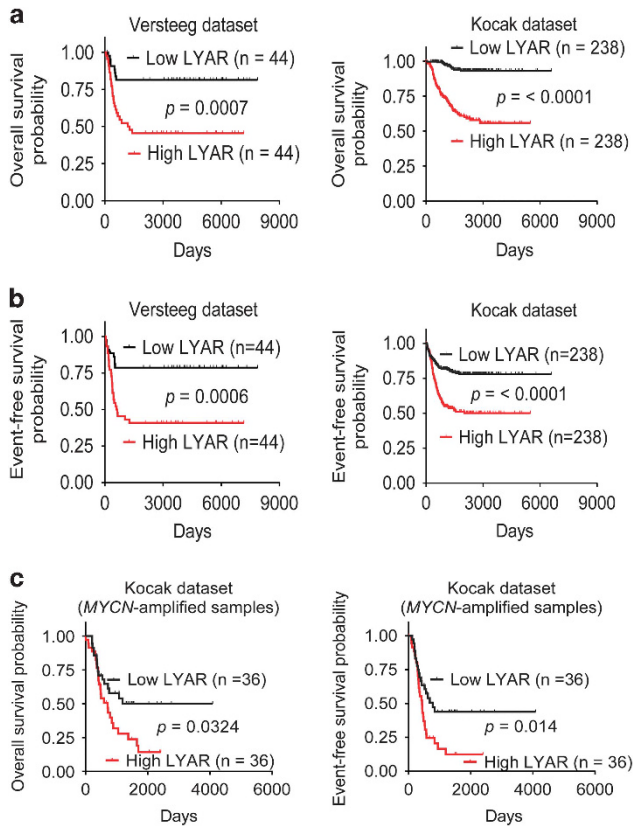 a
Versteeg dataset
Overall survival
probability
1.00
0.75
0.50
0.25
0.00
Low LYAR (n = 44)
p = 0.0007
High LYAR (n = 44)
0 3000 6000 9000
Days
Kocak dataset
Overall survival
probability
1.00
0.75
0.50
0.25
0.00
Low LYAR (n = 238)
p = < 0.0001
High LYAR (n = 238)
0 3000 6000 9000
Days
b
Versteeg dataset
Event-free survival
probability
1.00
0.75
0.50
0.25
0.00
Low LYAR (n=44)
p = 0.0006
High LYAR (n=44)
0 3000 6000 9000
Days
Kocak dataset
Event-free survival
probability
1.00
0.75
0.50
0.25
0.00
Low LYAR (n=238)
p = < 0.0001
High LYAR (n=238)
0 3000 6000 9000
Days
c
Kocak dataset
(MYCN-amplified samples)
Overall survival probability
1.00
0.75
0.50
0.25
0.00
Low LYAR (n =36)
p = 0.0324
High LYAR (n = 36)
0 2000 4000 6000
Days
Kocak dataset
(MYCN-amplified samples)
Event-free survival probability
1.00
0.75
0.50
0.25
0.00
Low LYAR (n =36)
p = 0.014
High LYAR (n = 36)
0 2000 4000 6000
Days